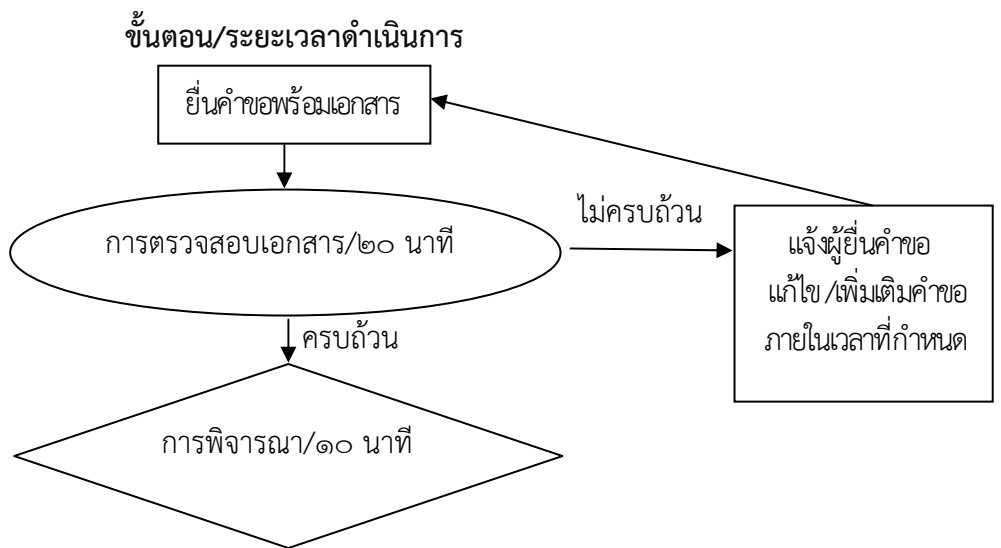 ขั้นตอน/ระยะเวลาดำเนินการ
ยื่นคำขอพร้อมเอกสาร
การตรวจสอบเอกสาร/๒๐ นาที
ไม่ครบถ้วน
แจ้งผู้ยื่นคำขอ
แก้ไข/เพิ่มเติมคำขอ
ภายในเวลาที่กำหนด
ครบถ้วน
การพิจารณา/๑๐ นาที